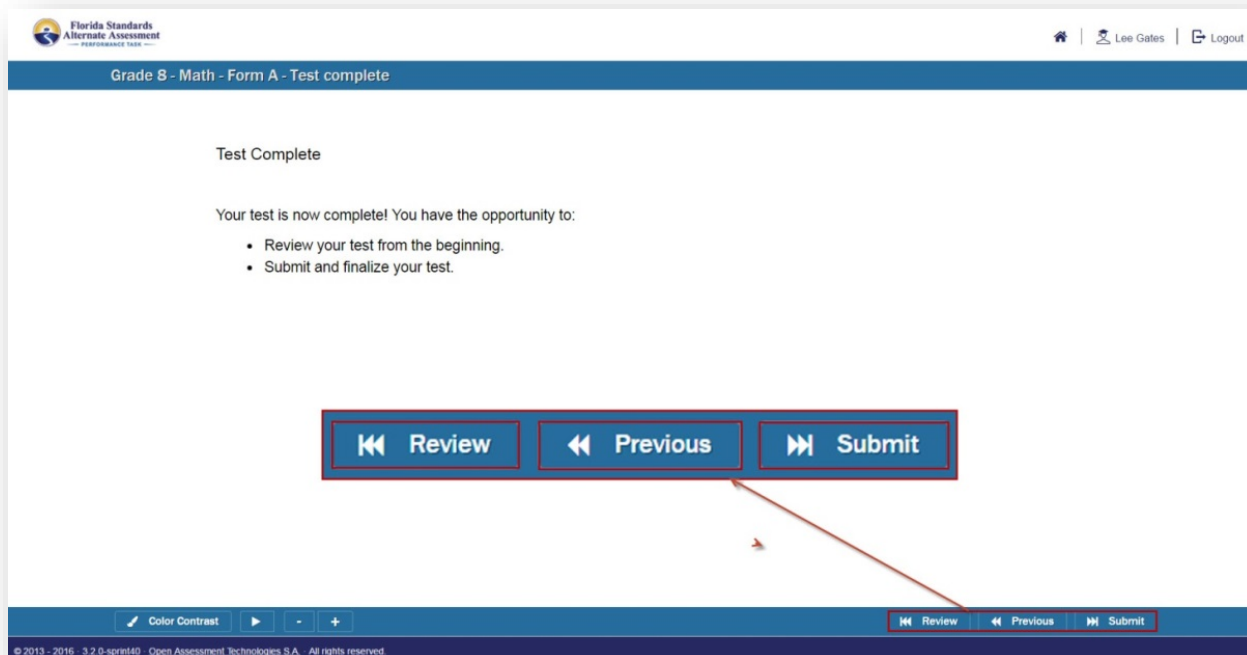 Florida Standards
Alternate Assessment
PERFORMANCE TASK
Lee Gates
Logout
Grade 8 - Math - Form A - Test complete
Test Complete
Your test is now complete! You have the opportunity to:
• Review your test from the beginning.
• Submit and finalize your test.
Review Previous Submit
Color Contrast - + Review Previous Submit
© 2013 - 2016 · 3.2.0-sprint40 · Open Assessment Technologies S.A. · All rights reserved.